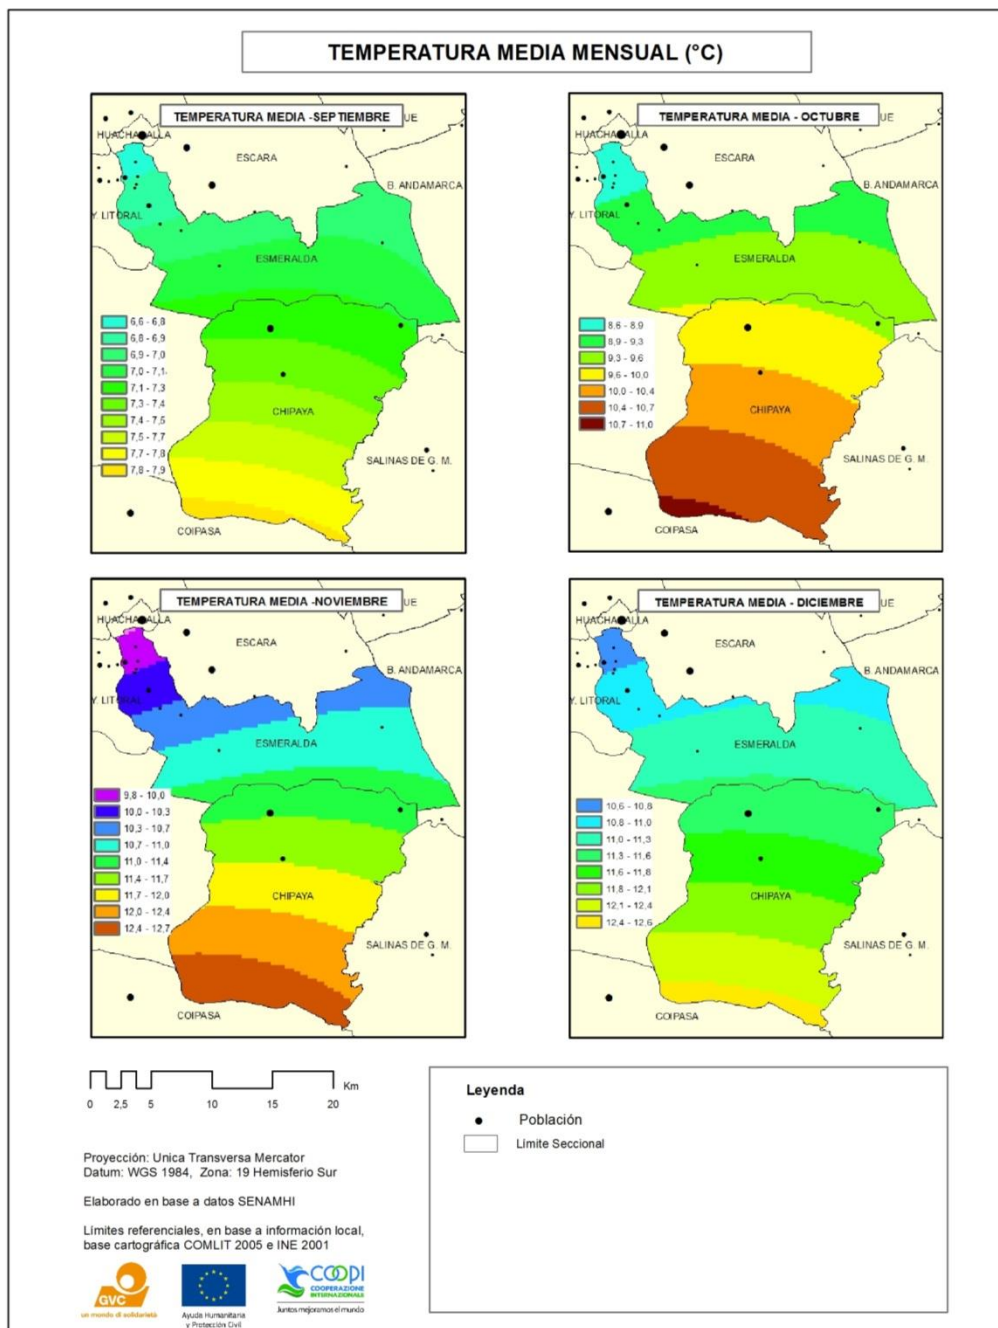 TEMPERATURA MEDIA MENSUAL (°C)
TEMPERATURA MEDIA -SEPTIEMBRE
UE
HUACHACALLA
ESCARA
B. ANDAMARCA
Y. LITORAL
ESMERALDA
6,6 - 6,8
6,8 - 6,9
6,9 - 7,0
7,0 - 7,1
7,1 - 7,3
7,3 - 7,4
7,4 - 7,5
7,5 - 7,7
7,7 - 7,8
7,8 - 7,9
CHIPAYA
SALINAS DE G. M.
COIPASA
TEMPERATURA MEDIA - OCTUBRE
UE
HUACHACALLA
ESCARA
B. ANDAMARCA
Y. LITORAL
ESMERALDA
8,6 - 8,9
8,9 - 9,3
9,3 - 9,6
9,6 - 10,0
10,0 - 10,4
10,4 - 10,7
10,7 - 11,0
CHIPAYA
SALINAS DE G. M.
COIPASA
TEMPERATURA MEDIA -NOVIEMBRE
UE
HUACHACALLA
ESCARA
B. ANDAMARCA
Y. LITORAL
ESMERALDA
9,8 - 10,0
10,0 - 10,3
10,3 - 10,7
10,7 - 11,0
11,0 - 11,4
11,4 - 11,7
11,7 - 12,0
12,0 - 12,4
12,4 - 12,7
CHIPAYA
SALINAS DE G. M.
COIPASA
TEMPERATURA MEDIA - DICIEMBRE
UE
HUACHACALLA
ESCARA
B. ANDAMARCA
Y. LITORAL
ESMERALDA
10,6 - 10,8
10,8 - 11,0
11,0 - 11,3
11,3 - 11,6
11,6 - 11,8
11,8 - 12,1
12,1 - 12,4
12,4 - 12,6
CHIPAYA
SALINAS DE G. M.
COIPASA
Km
0 2,5 5 10 15 20
Proyección: Unica Transversa Mercator
Datum: WGS 1984, Zona: 19 Hemisferio Sur
Elaborado en base a datos SENAMHI
Límites referenciales, en base a información local,
base cartográfica COMLIT 2005 e INE 2001
GVC
un mondo di solidarietà
Ayuda Humanitaria
y Protección Civil
COOPI
COOPERAZIONE
INTERNAZIONALE
Juntos mejoramos el mundo
Leyenda
Población
Límite Seccional